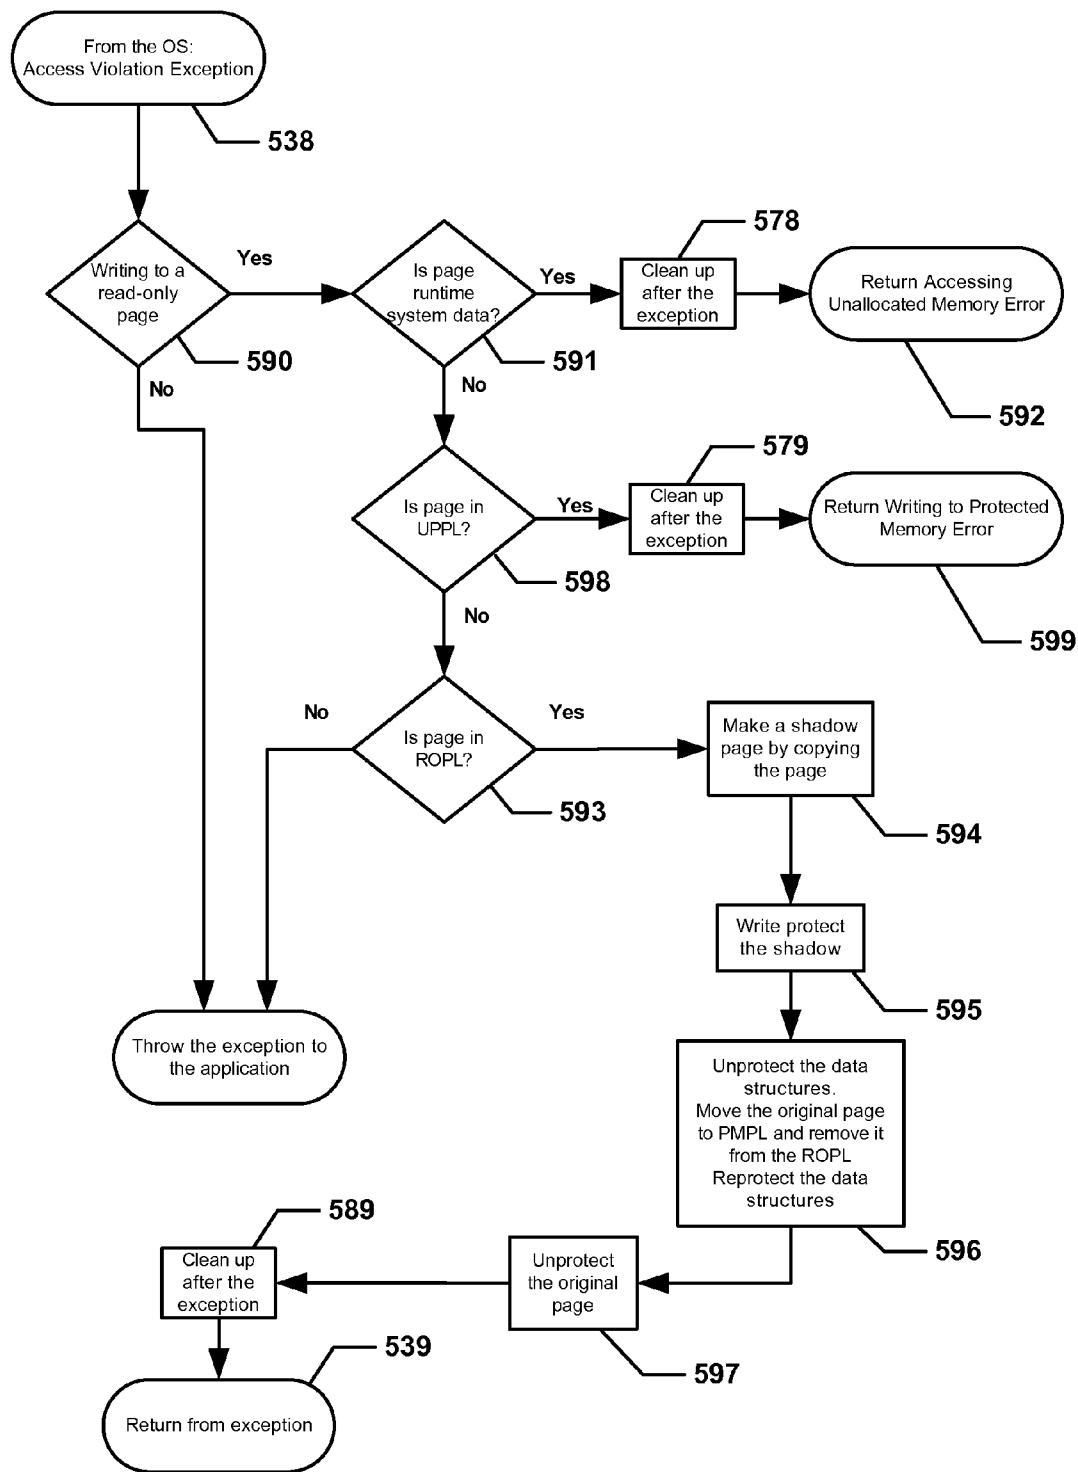 From the OS:
Access Violation Exception
538
Writing to a
read-only
page
590
Yes
No
Is page
runtime
system data?
591
Yes
No
578
Clean up
after the
exception
Return Accessing
Unallocated Memory Error
592
Is page in
UPPL?
598
Yes
No
579
Clean up
after the
exception
Return Writing to Protected
Memory Error
599
Is page in
ROPL?
593
No
Yes
Make a shadow
page by copying
the page
594
Write protect
the shadow
595
Throw the exception to
the application
Unprotect the data
structures.
Move the original page
to PMPL and remove it
from the ROPL
Reprotect the data
structures
596
Unprotect
the original
page
597
589
Clean up
after the
exception
539
Return from exception